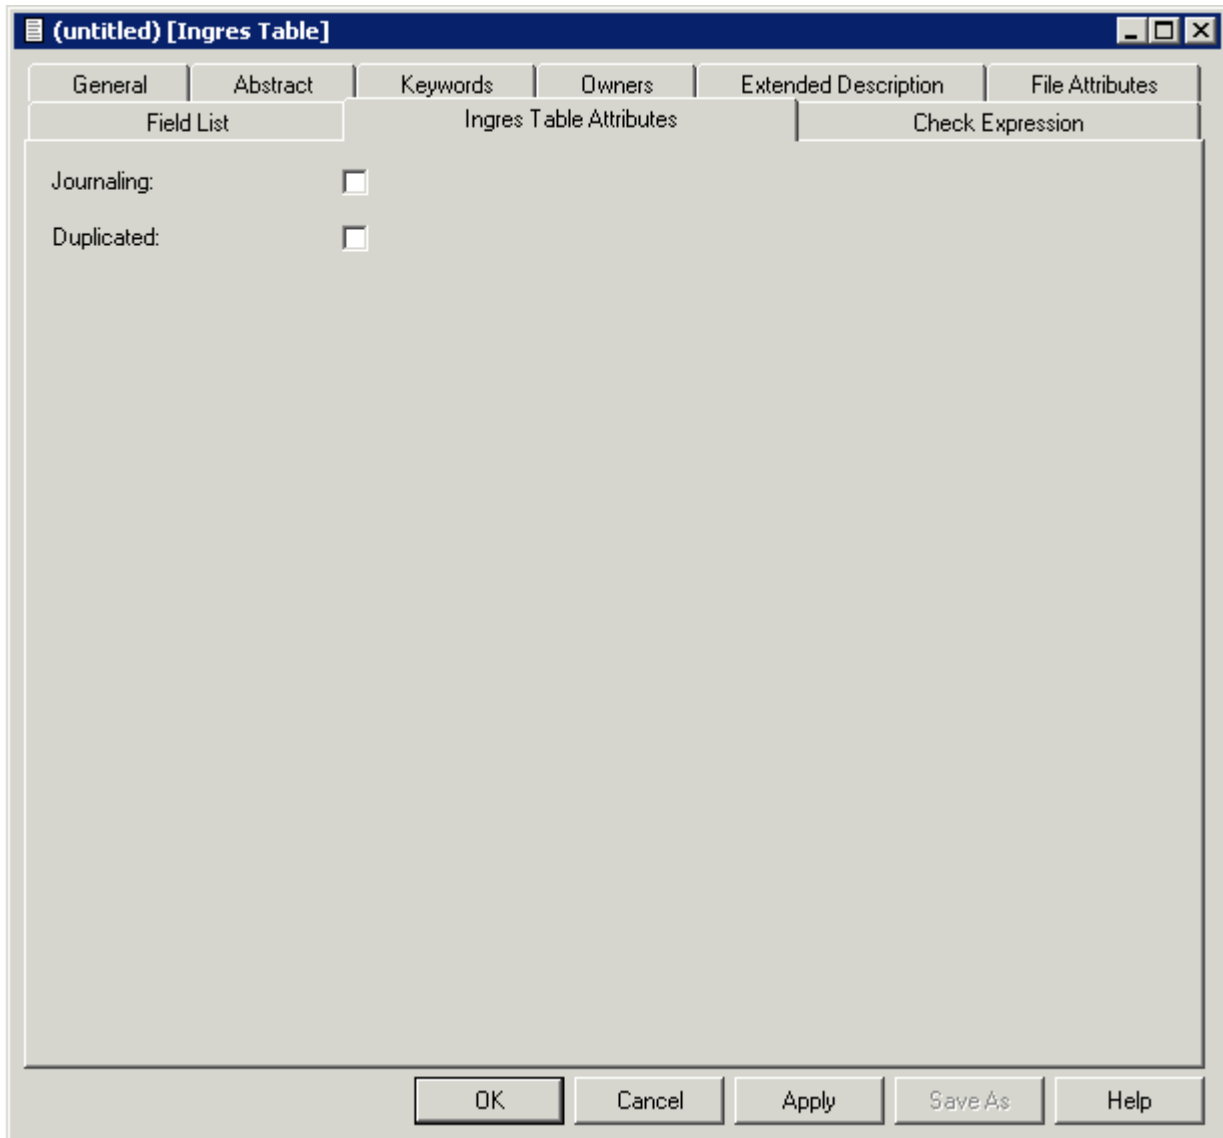 (untitled) [Ingres Table]
General Abstract Keywords Owners Extended Description File Attributes
Field List Ingres Table Attributes Check Expression
Journaling:
Duplicated:
OK Cancel Apply Save As Help